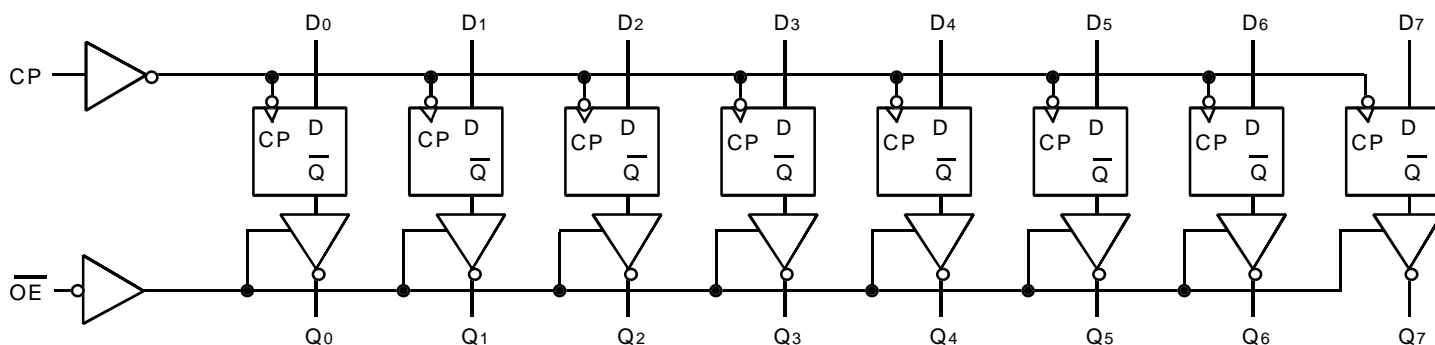 D0 D1 D2 D3 D4 D5 D6 D7
CP
CP D CP D CP D CP D CP D CP D CP D CP D
Q̅ Q̅ Q̅ Q̅ Q̅ Q̅ Q̅ Q̅
O̅E̅
Q0 Q1 Q2 Q3 Q4 Q5 Q6 Q7